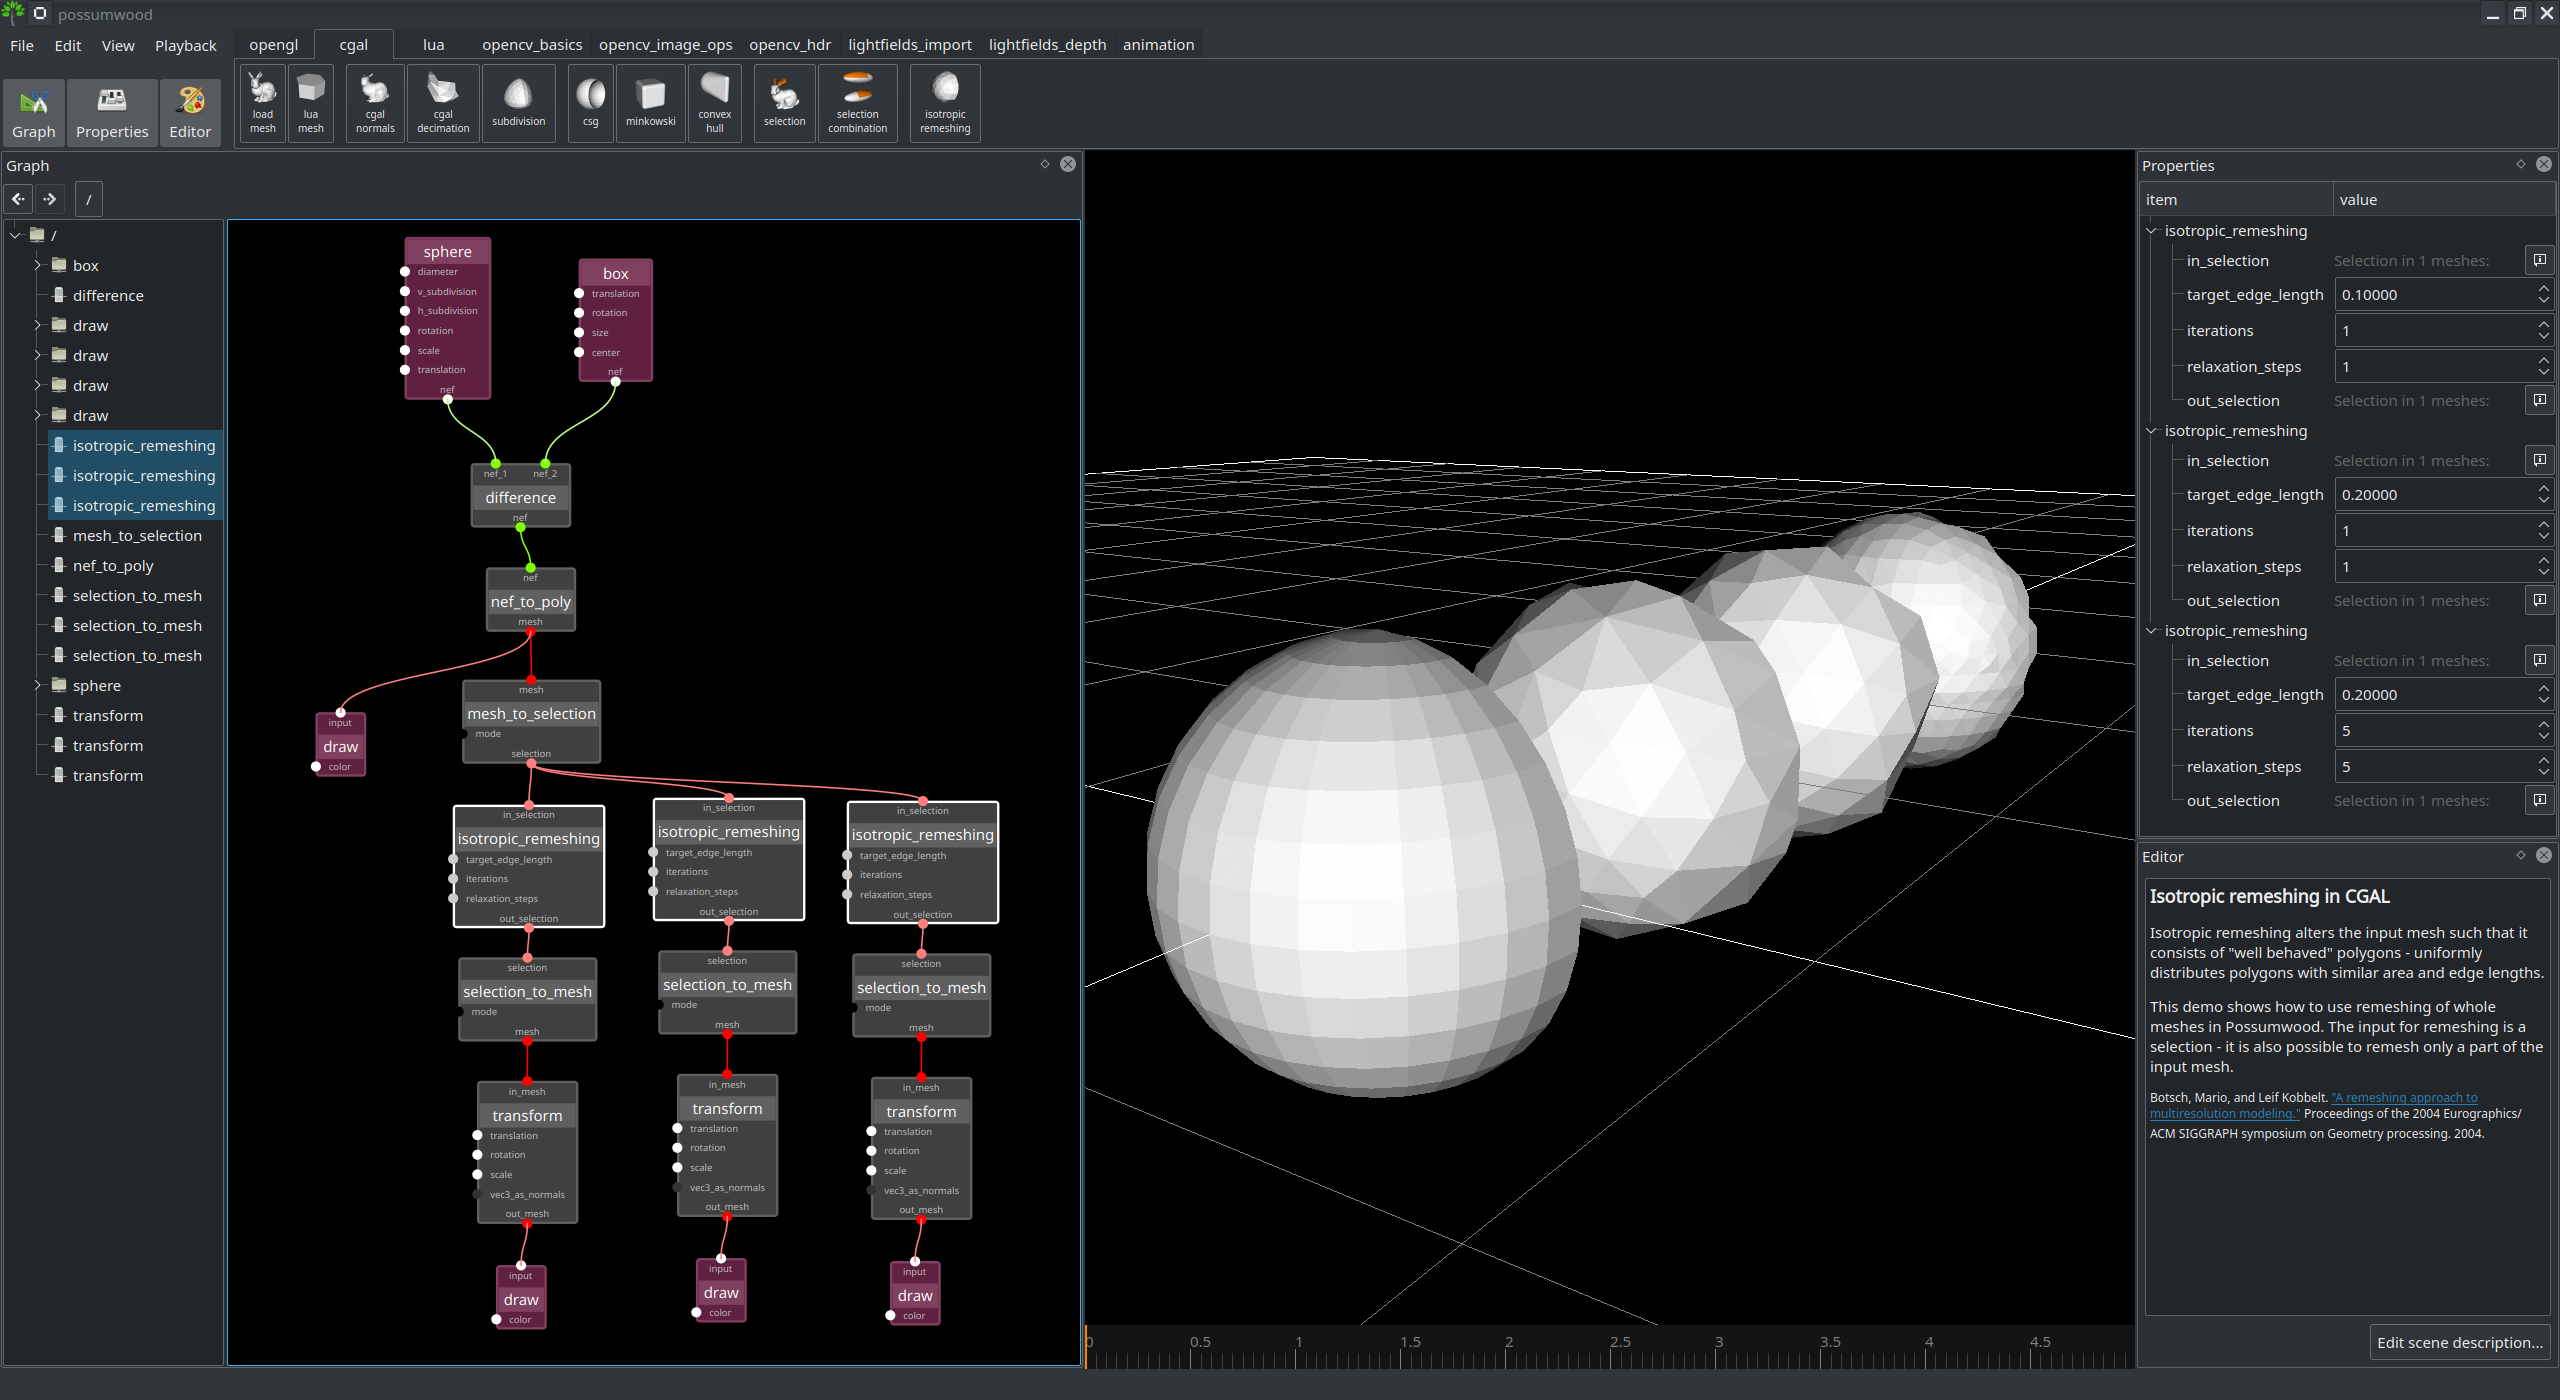 possumwood
File Edit View Playback
opengl cgal lua opencv_basics opencv_image_ops opencv_hdr lightfields_import lightfields_depth animation
Graph Properties Editor
load mesh
lua mesh
cgal normals
cgal decimation
subdivision
csg
minkowski
convex hull
selection
selection combination
isotropic remeshing
Graph
/
/
box
difference
draw
draw
draw
draw
isotropic_remeshing
isotropic_remeshing
isotropic_remeshing
mesh_to_selection
nef_to_poly
selection_to_mesh
selection_to_mesh
selection_to_mesh
sphere
transform
transform
transform
sphere
diameter
v_subdivision
h_subdivision
rotation
scale
translation
nef
box
translation
rotation
size
center
nef
nef_1 nef_2
difference
nef
nef
nef_to_poly
mesh
input
draw
color
mesh
mesh_to_selection
mode
selection
in_selection
isotropic_remeshing
target_edge_length
iterations
relaxation_steps
out_selection
in_selection
isotropic_remeshing
target_edge_length
iterations
relaxation_steps
out_selection
in_selection
isotropic_remeshing
target_edge_length
iterations
relaxation_steps
out_selection
selection
selection_to_mesh
mode
mesh
selection
selection_to_mesh
mode
mesh
selection
selection_to_mesh
mode
mesh
in_mesh
transform
translation
rotation
scale
vec3_as_normals
out_mesh
in_mesh
transform
translation
rotation
scale
vec3_as_normals
out_mesh
in_mesh
transform
translation
rotation
scale
vec3_as_normals
out_mesh
input
draw
color
input
draw
color
input
draw
color
0 0.5 1 1.5 2 2.5 3 3.5 4 4.5
Properties
item value
isotropic_remeshing
in_selection Selection in 1 meshes:
target_edge_length 0.10000
iterations 1
relaxation_steps 1
out_selection Selection in 1 meshes:
isotropic_remeshing
in_selection Selection in 1 meshes:
target_edge_length 0.20000
iterations 1
relaxation_steps 1
out_selection Selection in 1 meshes:
isotropic_remeshing
in_selection Selection in 1 meshes:
target_edge_length 0.20000
iterations 5
relaxation_steps 5
out_selection Selection in 1 meshes:
Editor
Isotropic remeshing in CGAL
Isotropic remeshing alters the input mesh such that it
consists of "well behaved" polygons - uniformly
distributes polygons with similar area and edge lengths.
This demo shows how to use remeshing of whole
meshes in Possumwood. The input for remeshing is a
selection - it is also possible to remesh only a part of the
input mesh.
Botsch, Mario, and Leif Kobbelt. "A remeshing approach to
multiresolution modeling." Proceedings of the 2004 Eurographics/
ACM SIGGRAPH symposium on Geometry processing. 2004.
Edit scene description...